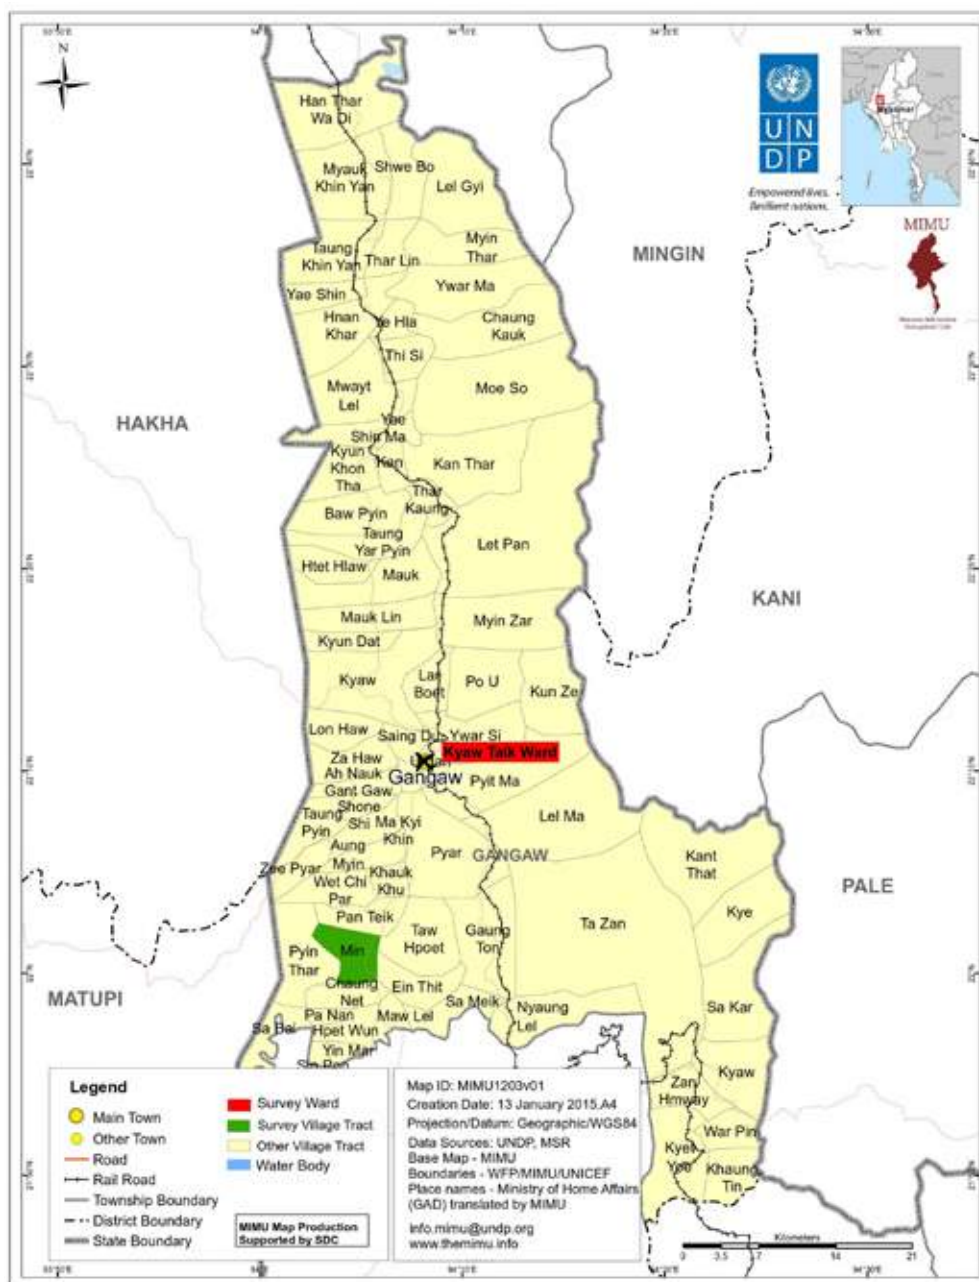 N
Han Thar
Wa Di
Myauk
Khin Yan
Shwe Bo
Lel Gyi
UN
DP
Empowered lives.
Resilient nations.
Myanmar
MIMU
MINGIN
Taung
Khin Yan
Thar Lin
Myin
Thar
Yae Shin
Ywar Ma
Hnan
Khar
Ye Hla
Chaung
Kauk
Thi Si
Mwayt
Lel
Moe So
HAKHA
Yae
Shin Ma
Kyun
Khon
Tha
Kan
Kan Thar
Thar
Kaung
Baw Pyin
Taung
Yar Pyin
Let Pan
Htet Hlaw
Mauk
KANI
Mauk Lin
Myin Zar
Kyun Dat
Kyaw
Lar
Boet
Po U
Kun Ze
Lon Haw
Saing Du
Ywar Si
Kyaw Taik Ward
Za Haw
Ah Nauk
Gangaw
Pyit Ma
Gant Gaw
Shone
Shi
Taung
Pyin
Ma Kyi
Khin
Lel Ma
Aung
Myin
Pyar
GANGAW
Kant
That
Zee Pyar
Wet Chi
Par
Khauk
Khu
PALE
Kye
Pan Teik
Taw
Hpoet
Gaung
Ton
Ta Zan
Pyin
Thar
Min
Chaung
Net
Ein Thit
MATUPI
Sa Meik
Nyaung
Lel
Sa Kar
Pa Nan
Maw Lel
Sa Bai
Hpet Wun
Yin Mar
Kyaw
Zan
Hmway
War Pin
Kyet
Yoe
Khaung
Tin
Legend
Main Town
Other Town
Road
Rail Road
Township Boundary
District Boundary
State Boundary
Survey Ward
Survey Village Tract
Other Village Tract
Water Body
MIMU Map Production
Supported by SDC
Map ID: MIMU1203v01
Creation Date: 13 January 2015.A4
Projection/Datum: Geographic/WGS84
Data Sources: UNDP, MSR
Base Map - MIMU
Boundaries - WFP/MIMU/UNICEF
Place names - Ministry of Home Affairs
(GAD) translated by MIMU
info.mimu@undp.org
www.themimu.info
Kilometers
0 3.5 7 14 21